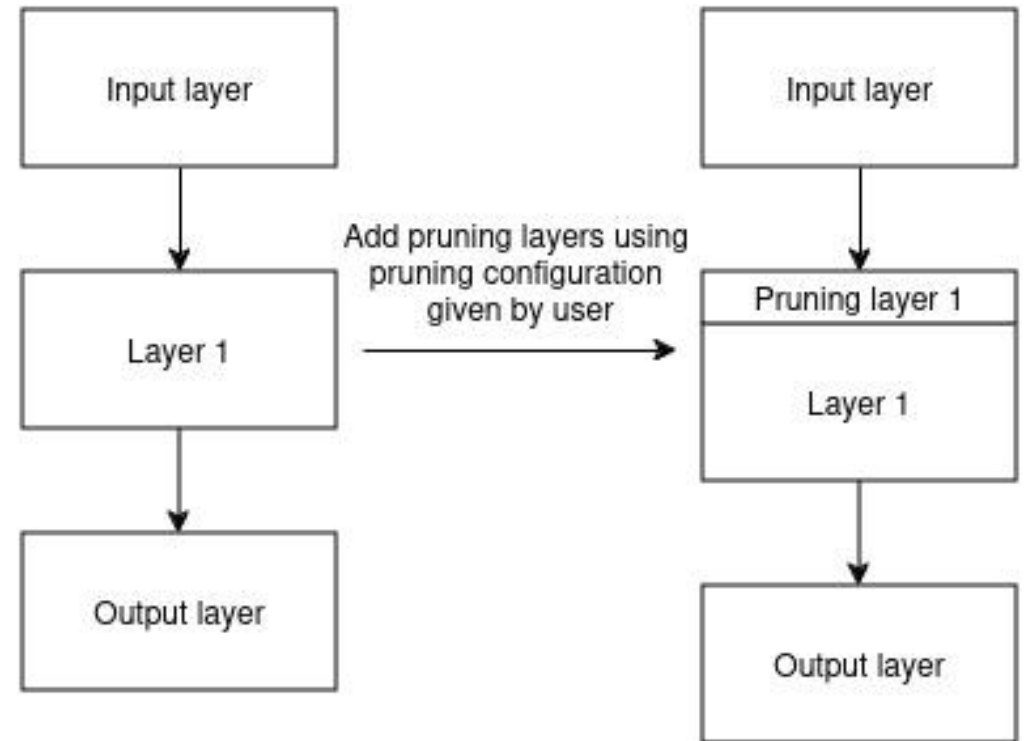 Input layer
Layer 1
Output layer
Add pruning layers using
pruning configuration
given by user
Input layer
Pruning layer 1
Layer 1
Output layer